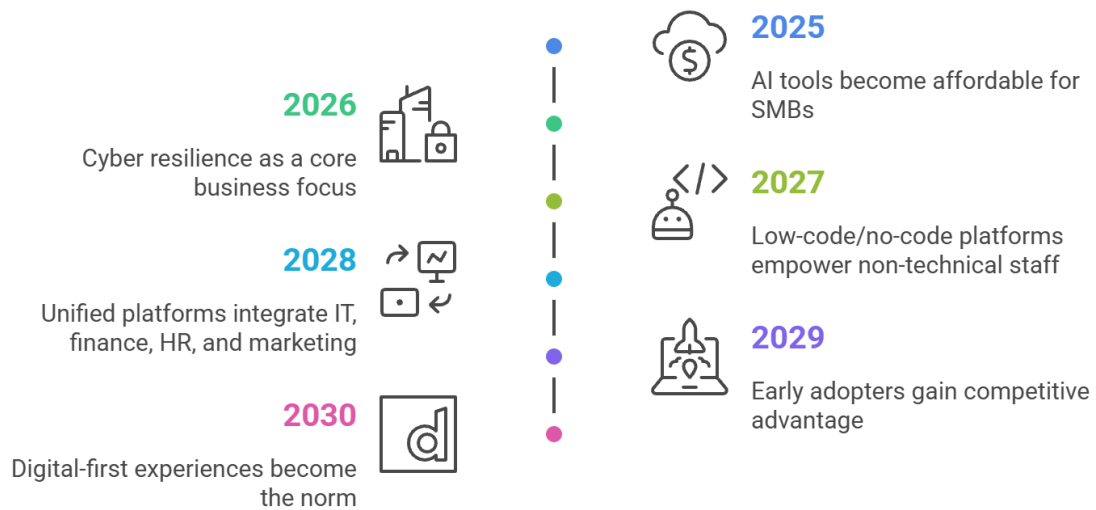 2025
AI tools become affordable for
SMBs
2026
Cyber resilience as a core
business focus
2027
Low-code/no-code platforms
empower non-technical staff
2028
Unified platforms integrate IT,
finance, HR, and marketing
2029
Early adopters gain competitive
advantage
2030
Digital-first experiences become
the norm